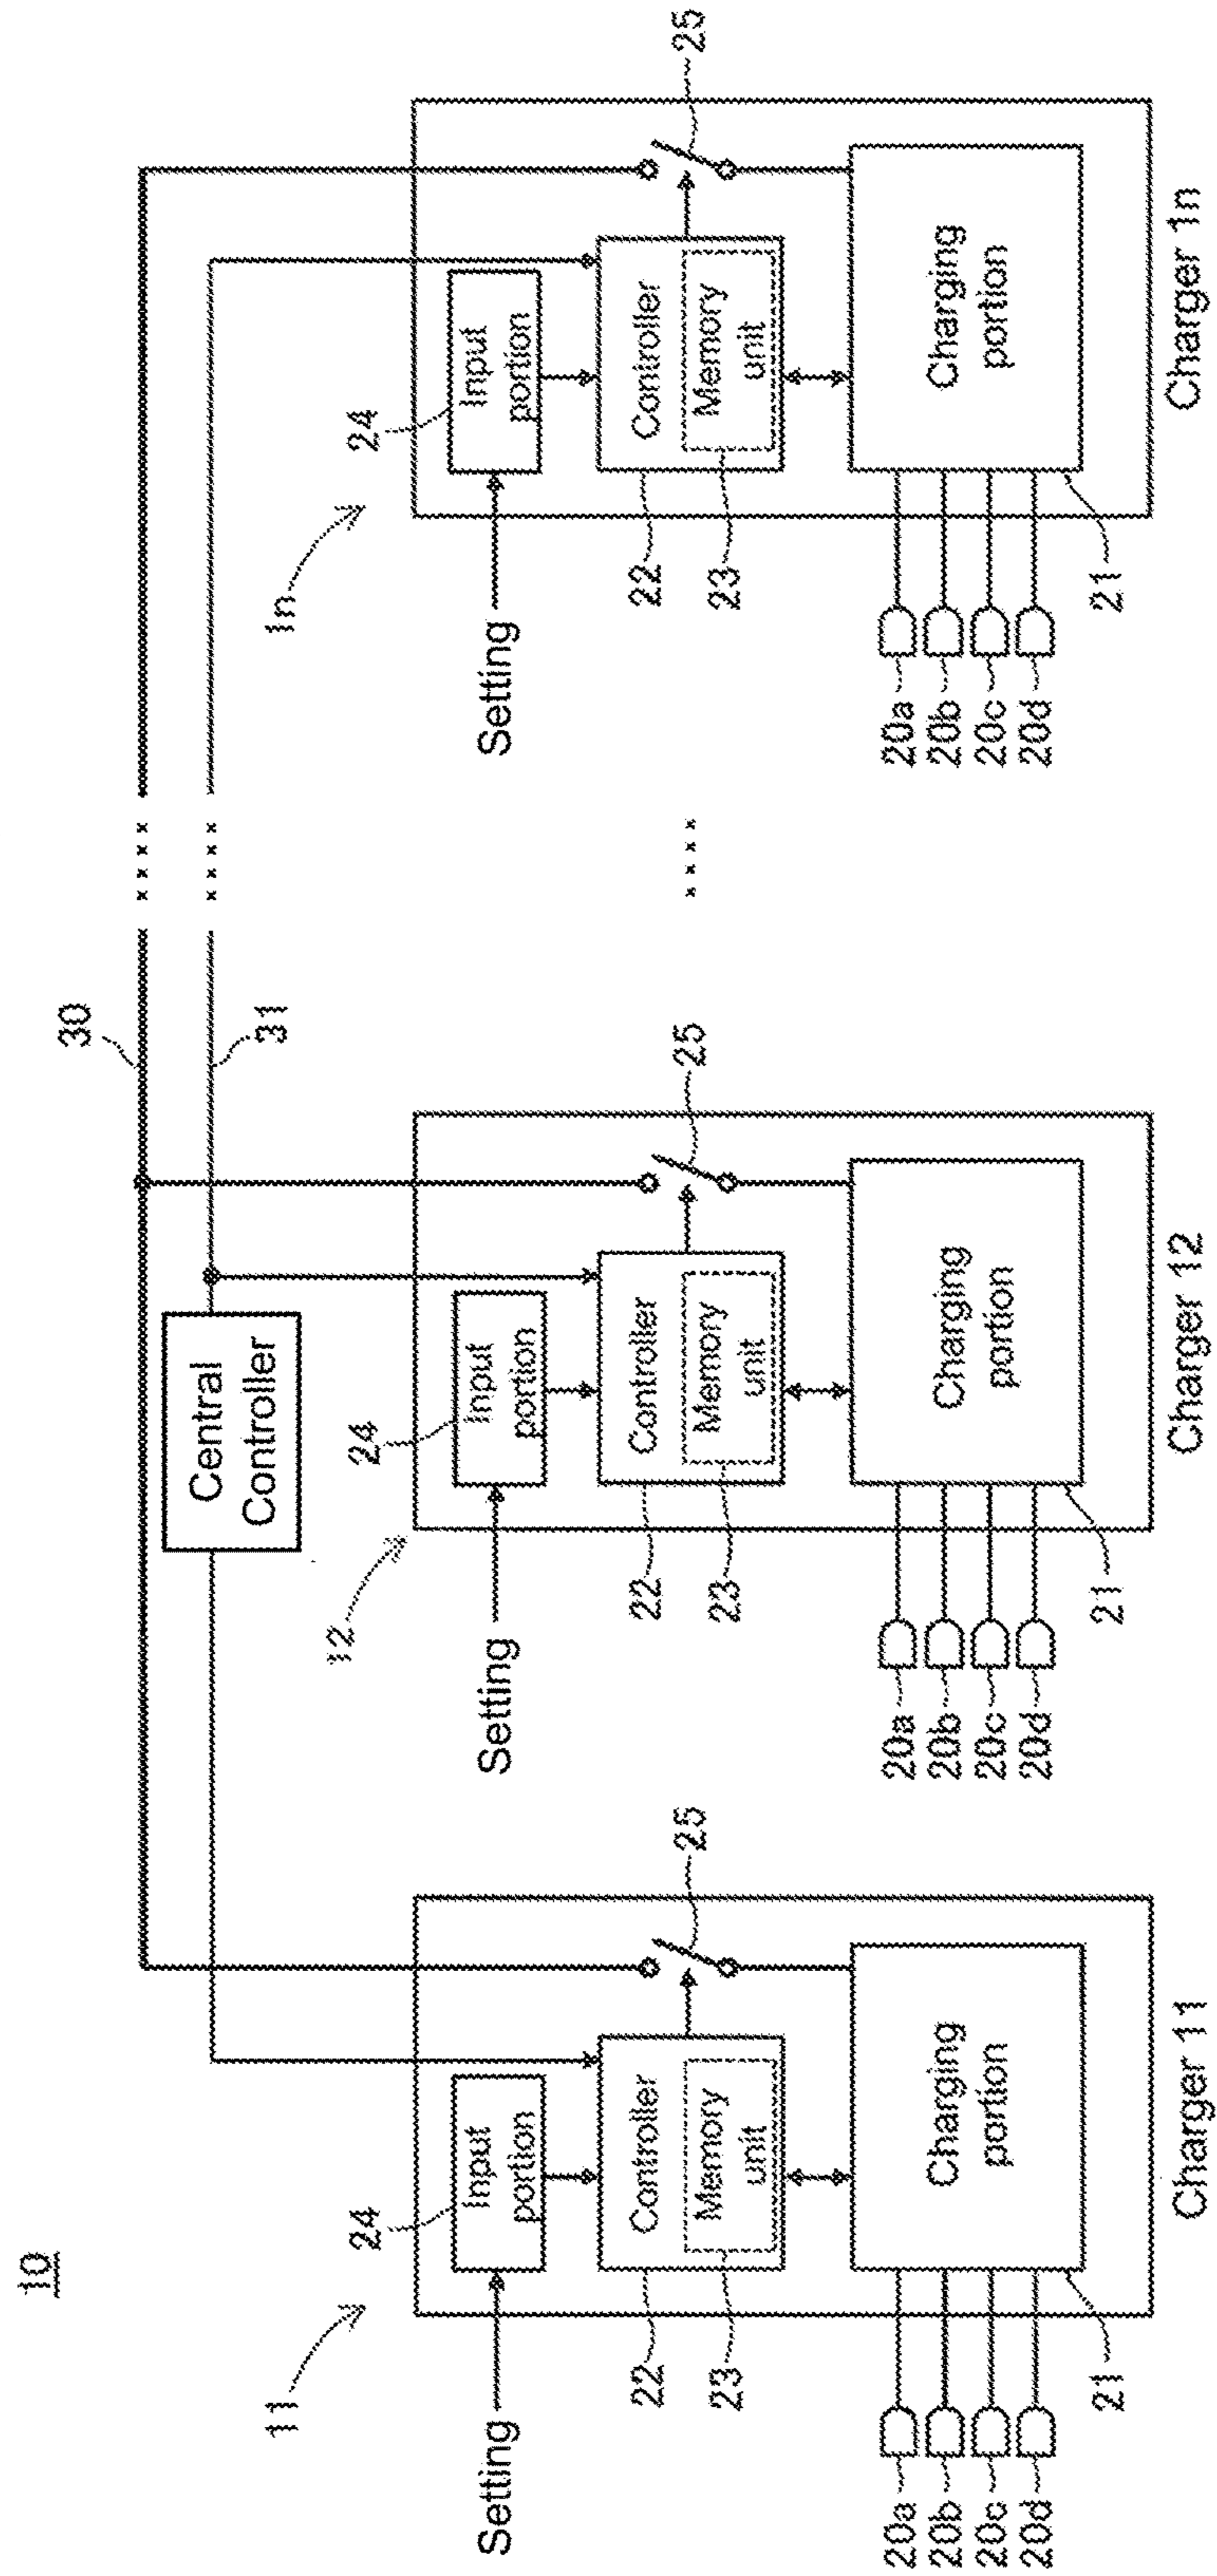 10
30
31
Central
Controller
11
Setting
24
Input
portion
25
Controller
Memory
unit
22
23
Charging
portion
21
20a
20b
20c
20d
Charger 11
12
Setting
24
Input
portion
25
Controller
Memory
unit
22
23
Charging
portion
21
20a
20b
20c
20d
Charger 12
1n
Setting
24
Input
portion
25
Controller
Memory
unit
22
23
Charging
portion
21
20a
20b
20c
20d
Charger 1n